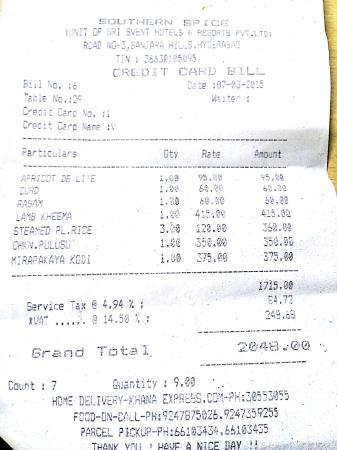 SOUTHERN SPICE
(UNIT OF SRI SVENT HOTELS & RESORTS PVT.LTD)
ROAD NO-3,BANJARA HILLS,HYDERABAD
TIN : 36630105095
CREDIT CARD BILL
Bill No. :6 Date :07-03-2015
Table No.:29 Waiter :
Credit Card No.:1
Credit Card Name :V
Particulars Qty Rate Amount
APRICOT DE LITE 1.00 95.00 95.00
CURD 1.00 60.00 60.00
RASAM 1.00 60.00 60.00
LAMB KHEEMA 1.00 415.00 415.00
STEAMED PL.RICE 3.00 120.00 360.00
CHKN.PULUSU 1.00 350.00 350.00
MIRAPAKAYA KODI 1.00 375.00 375.00
1715.00
Service Tax @ 4.94 % : 84.72
%VAT ...... @ 14.50 % : 248.68
Grand Total 2048.00
Count : 7 Quantity : 9.00
HOME DELIVERY-KHANA EXPRESS.COM-PH:30553055
FOOD-ON-CALL-PH:9247875026,9247359255
PARCEL PICKUP-PH:66103434,66103435
THANK YOU ! HAVE A NICE DAY !!